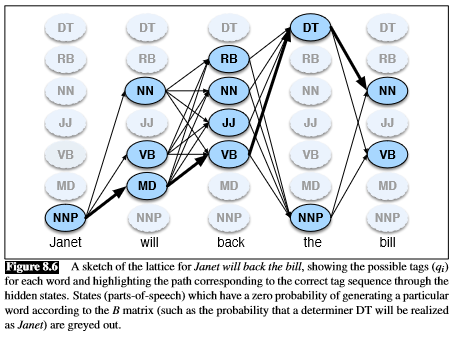 DT DT DT DT DT
RB RB RB RB RB
NN NN NN NN NN
JJ JJ JJ JJ JJ
VB VB VB VB VB
MD MD MD MD MD
NNP NNP NNP NNP NNP
Janet will back the bill
Figure 8.6 A sketch of the lattice for Janet will back the bill, showing the possible tags (qi)
for each word and highlighting the path corresponding to the correct tag sequence through the
hidden states. States (parts-of-speech) which have a zero probability of generating a particular
word according to the B matrix (such as the probability that a determiner DT will be realized
as Janet) are greyed out.